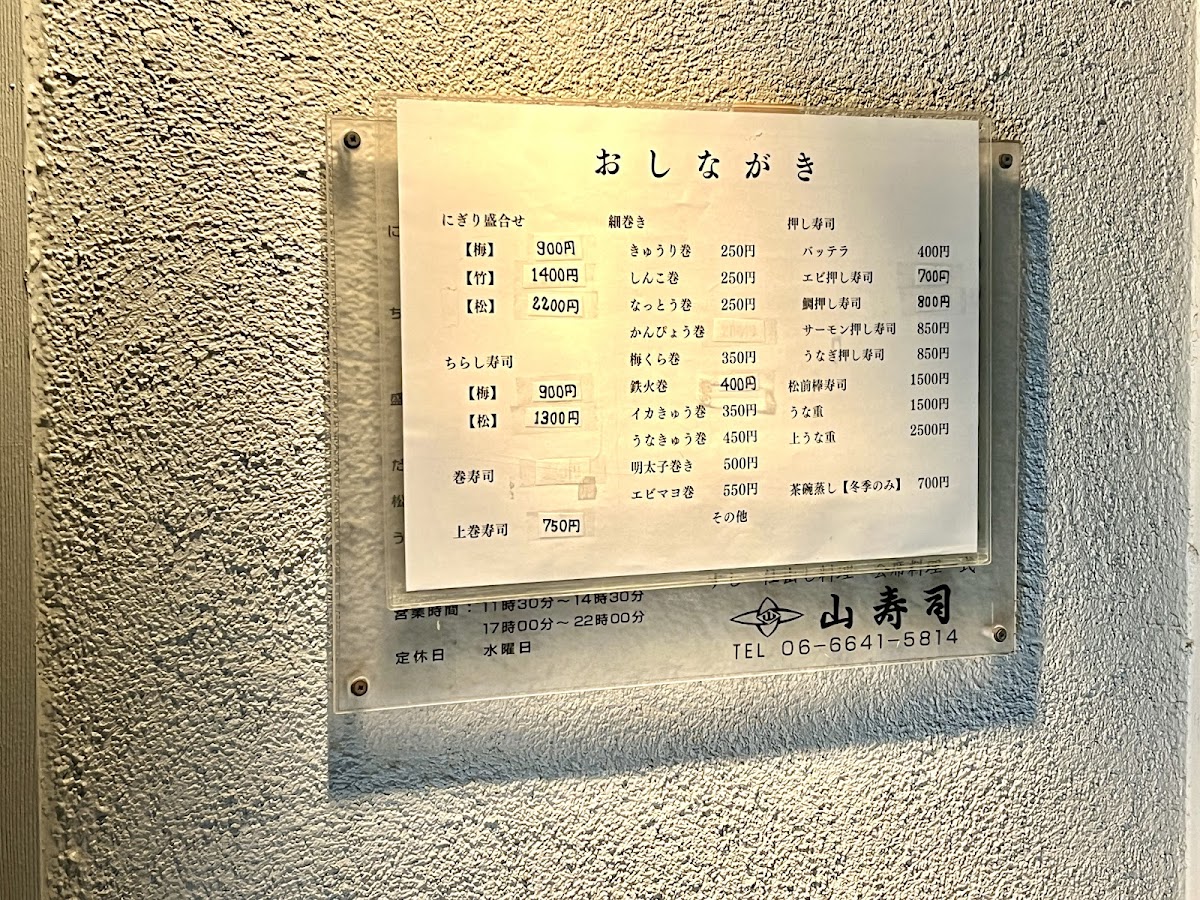 おしながき
にぎり盛合せ
【梅】 900円
【竹】 1400円
【松】 2200円
ちらし寿司
【梅】 900円
【松】 1300円
巻寿司
上巻寿司 750円
細巻き
きゅうり巻 250円
しんこ巻 250円
なっとう巻 250円
かんぴょう巻
梅くら巻 350円
鉄火巻 400円
イカきゅう巻 350円
うなきゅう巻 450円
明太子巻き 500円
エビマヨ巻 550円
その他
押し寿司
バッテラ 400円
エビ押し寿司 700円
鯛押し寿司 800円
サーモン押し寿司 850円
うなぎ押し寿司 850円
松前棒寿司 1500円
うな重 1500円
上うな重 2500円
茶碗蒸し【冬季のみ】 700円
営業時間：11時30分～14時30分
17時00分～22時00分
定休日 水曜日
山寿司
TEL 06-6641-5814